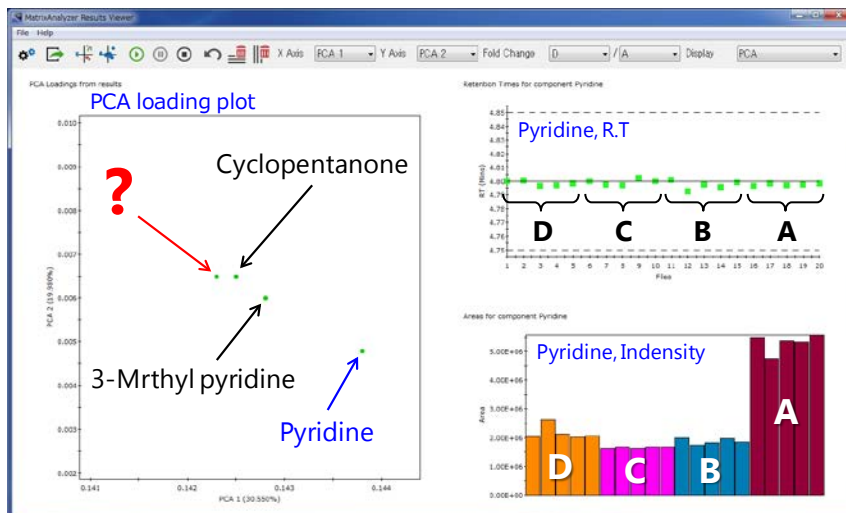 MatrixAnalyzer Results Viewer
File Help
X Axis PCA 1 Y Axis PCA 2 Fold Change D / A Display PCA
PCA Loadings from results
PCA loading plot
0.010
0.009
0.008
0.007
0.006
0.005
0.004
0.003
0.002
PCA 2 (19.980%)
?
Cyclopentanone
3-Mrthyl pyridine
Pyridine
0.141 0.142 0.143 0.144
PCA 1 (30.550%)
Retention Times for component Pyridine
Pyridine, R.T
4.85
4.84
4.83
4.82
4.81
4.80
4.79
4.78
4.77
4.76
4.75
RT (Mins)
D C B A
1 2 3 4 5 6 7 8 9 10 11 12 13 14 15 16 17 18 19 20
Files
Areas for component Pyridine
Pyridine, Indensity
5.00E+06
4.00E+06
3.00E+06
2.00E+06
1.00E+06
0.00E+00
Area
D C B A